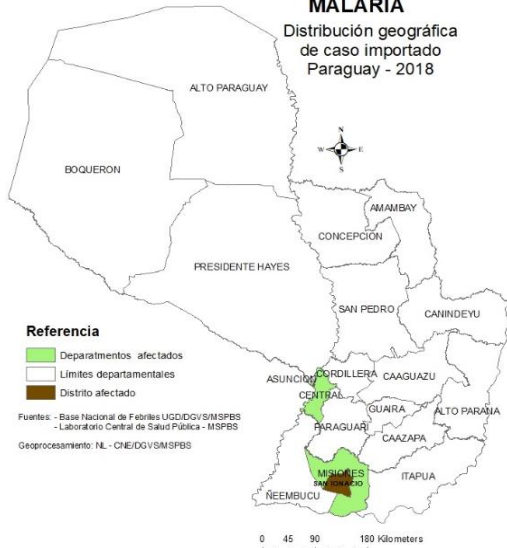 MALARIA
Distribución geográfica
de caso importado
Paraguay - 2018
N
W E
S
ALTO PARAGUAY
BOQUERON
AMAMBAY
CONCEPCION
PRESIDENTE HAYES
SAN PEDRO
CANINDEYU
Referencia
Deparatmentos afectados
Límites departamentales
Distrito afectado
Fuentes: - Base Nacional de Febriles UGD/DGVS/MSPBS
- Laboratorio Central de Salud Pública - MSPBS
Geoprocesamiento: NL - CNE/DGVS/MSPBS
ASUNCION
CORDILLERA
CAAGUAZU
CENTRAL
GUAIRA
ALTO PARANA
PARAGUARI
CAAZAPA
MISIONES
SAN IGNACIO
ITAPUA
ÑEEMBUCU
0 45 90 180 Kilometers